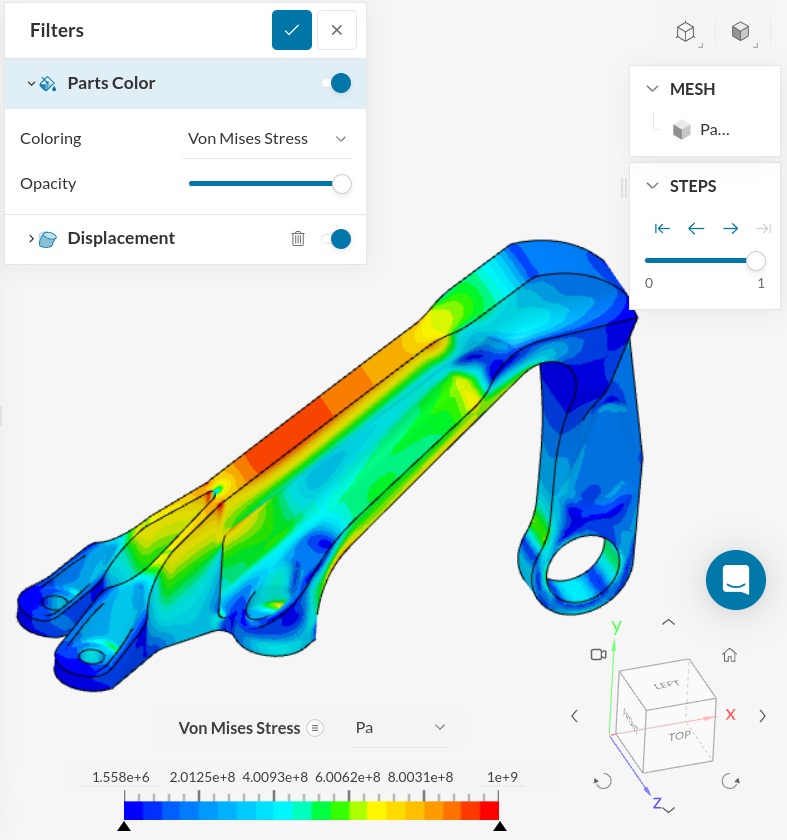 Filters
Parts Color
Coloring Von Mises Stress
Opacity
Displacement
MESH
Pa...
STEPS
0 1
y
LEFT
FRONT
TOP
X
Z
Von Mises Stress Pa
1.558e+6 2.0125e+8 4.0093e+8 6.0062e+8 8.0031e+8 1e+9